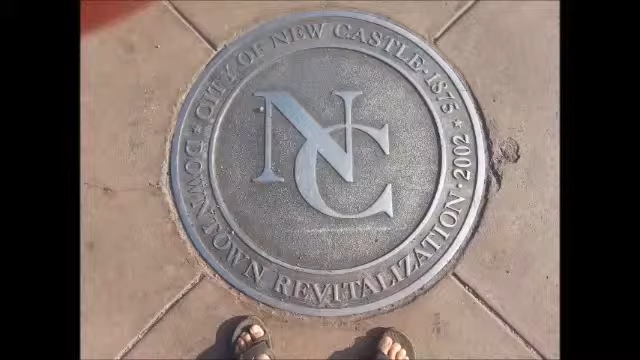 CITY OF NEW CASTLE · 1875 ★ 2002 · DOWNTOWN REVITALIZATION ★
NC